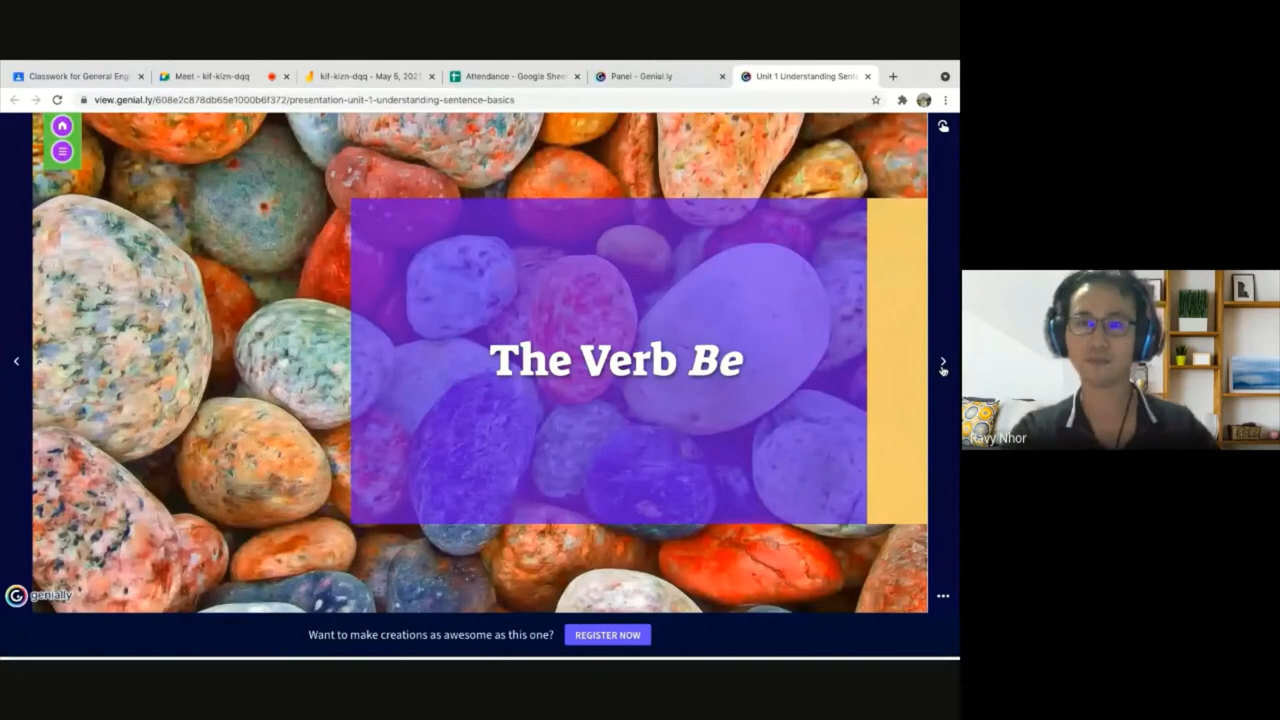 Classwork for General Engl
Meet - kif-kizn-dqq
kif-kizn-dqq - May 5, 2021
Attendance - Google Shee
Panel - Genial.ly
Unit 1 Understanding Sent
view.genial.ly/608e2c878db65e1000b6f372/presentation-unit-1-understanding-sentence-basics
The Verb Be
Ravy Nhor
genially
Want to make creations as awesome as this one?
REGISTER NOW